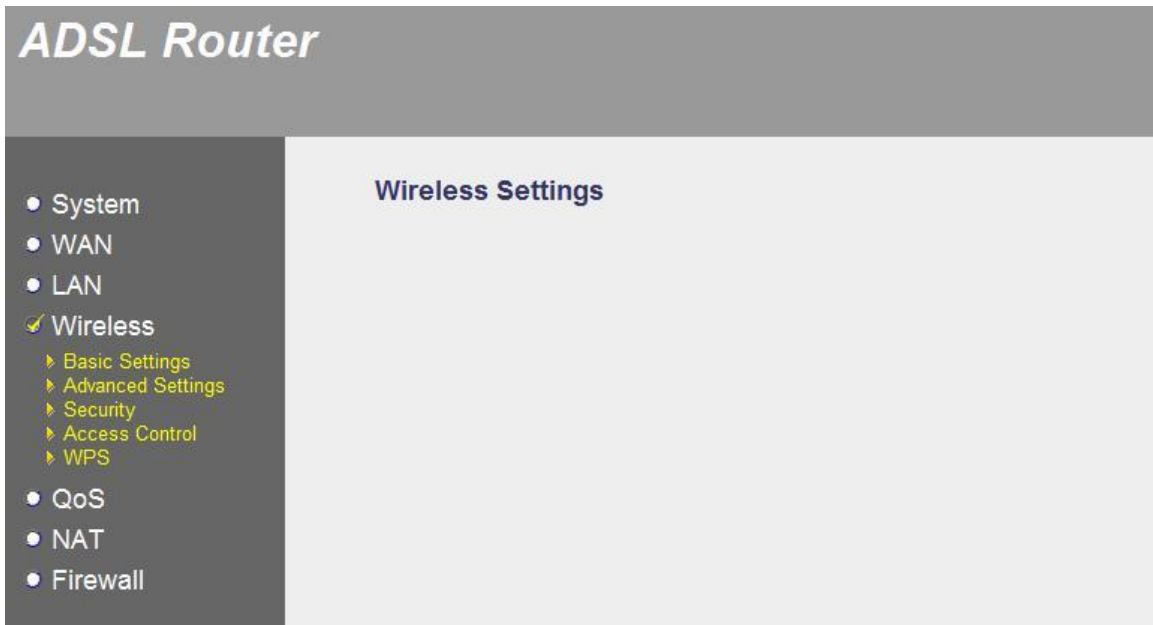 ADSL Router
System
WAN
LAN
Wireless
Basic Settings
Advanced Settings
Security
Access Control
WPS
QoS
NAT
Firewall
Wireless Settings